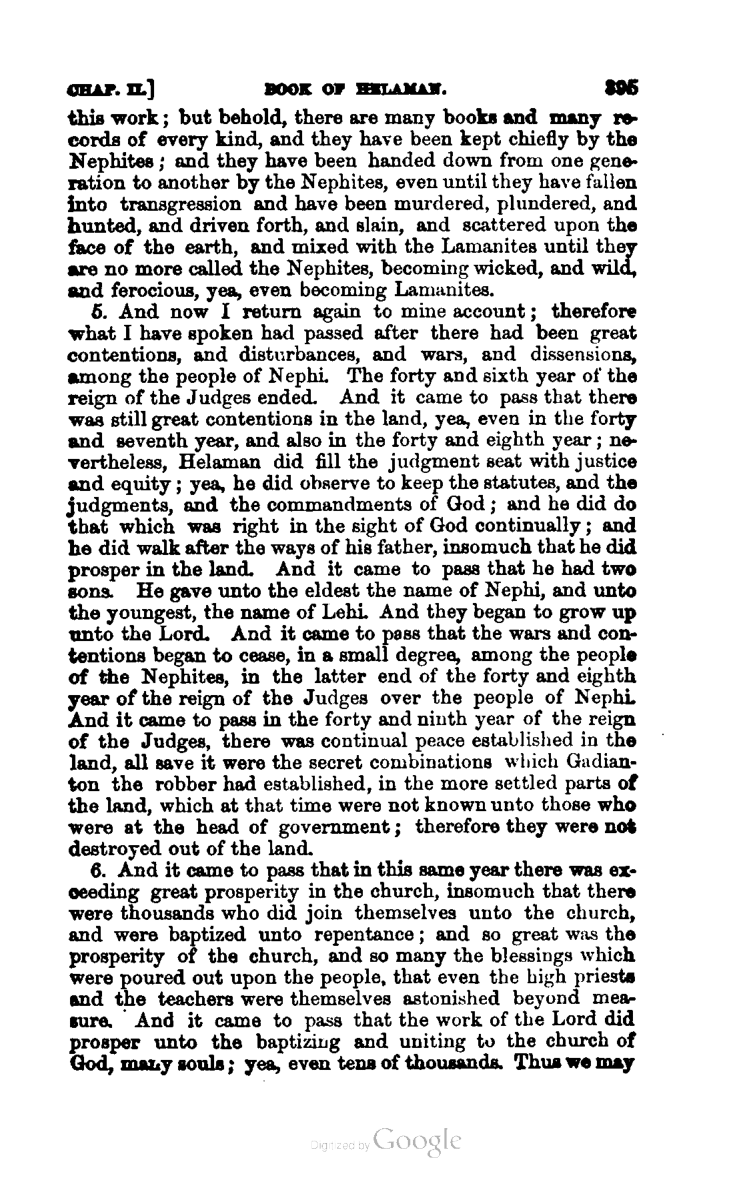 CHAP. II.] BOOK OF HELAMAN. 395
this work; but behold, there are many books and many re-
cords of every kind, and they have been kept chiefly by the
Nephites; and they have been handed down from one gene-
ration to another by the Nephites, even until they have fallen
into transgression and have been murdered, plundered, and
hunted, and driven forth, and slain, and scattered upon the
face of the earth, and mixed with the Lamanites until they
are no more called the Nephites, becoming wicked, and wild,
and ferocious, yea, even becoming Lamanites.
5. And now I return again to mine account; therefore
what I have spoken had passed after there had been great
contentions, and disturbances, and wars, and dissensions,
among the people of Nephi. The forty and sixth year of the
reign of the Judges ended. And it came to pass that there
was still great contentions in the land, yea, even in the forty
and seventh year, and also in the forty and eighth year; ne-
vertheless, Helaman did fill the judgment seat with justice
and equity; yea, he did observe to keep the statutes, and the
judgments, and the commandments of God; and he did do
that which was right in the sight of God continually; and
he did walk after the ways of his father, insomuch that he did
prosper in the land. And it came to pass that he had two
sons. He gave unto the eldest the name of Nephi, and unto
the youngest, the name of Lehi. And they began to grow up
unto the Lord. And it came to pass that the wars and con-
tentions began to cease, in a small degree, among the people
of the Nephites, in the latter end of the forty and eighth
year of the reign of the Judges over the people of Nephi.
And it came to pass in the forty and ninth year of the reign
of the Judges, there was continual peace established in the
land, all save it were the secret combinations which Gadian-
ton the robber had established, in the more settled parts of
the land, which at that time were not known unto those who
were at the head of government; therefore they were not
destroyed out of the land.
6. And it came to pass that in this same year there was ex-
ceeding great prosperity in the church, insomuch that there
were thousands who did join themselves unto the church,
and were baptized unto repentance; and so great was the
prosperity of the church, and so many the blessings which
were poured out upon the people, that even the high priests
and the teachers were themselves astonished beyond mea-
sure. And it came to pass that the work of the Lord did
prosper unto the baptizing and uniting to the church of
God, many souls; yea, even tens of thousands. Thus we may
Digitized by Google